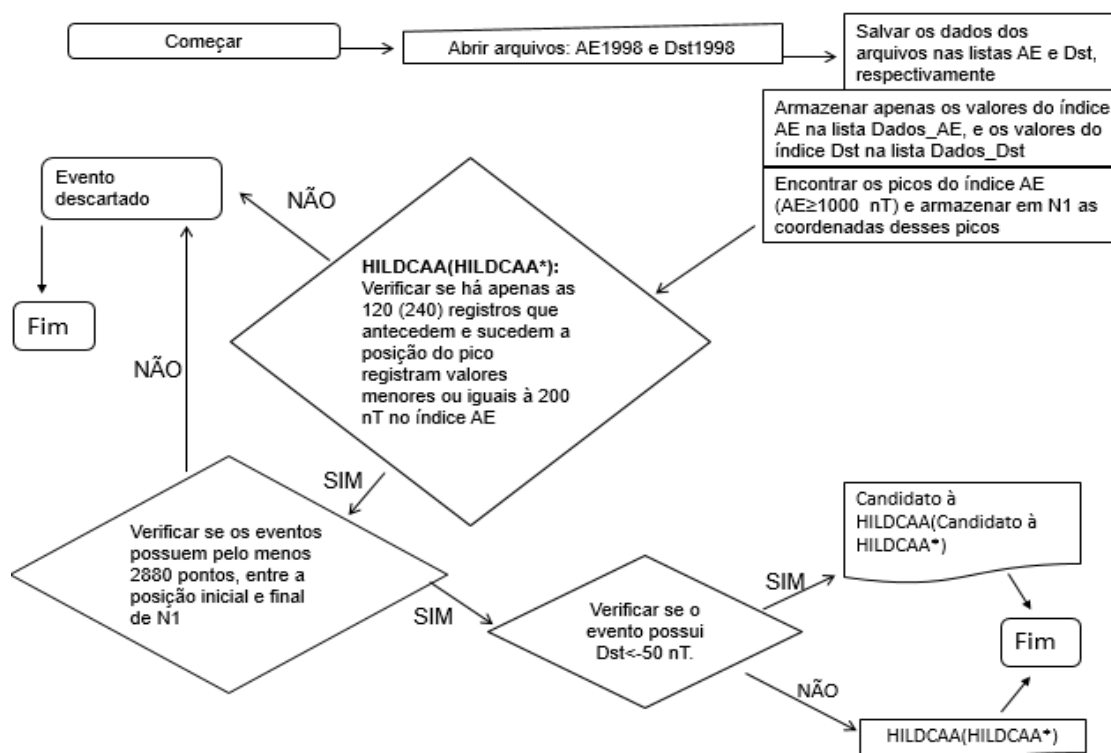 Começar
Abrir arquivos: AE1998 e Dst1998
Salvar os dados dos
arquivos nas listas AE e Dst,
respectivamente
Armazenar apenas os valores do índice
AE na lista Dados_AE, e os valores do
índice Dst na lista Dados_Dst
Encontrar os picos do índice AE
(AE≥1000 nT) e armazenar em N1 as
coordenadas desses picos
HILDCAA(HILDCAA*):
Verificar se há apenas as
120 (240) registros que
antecedem e sucedem a
posição do pico
registram valores
menores ou iguais à 200
nT no índice AE
NÃO
Evento
descartado
Fim
SIM
Verificar se os eventos
possuem pelo menos
2880 pontos, entre a
posição inicial e final
de N1
NÃO
SIM
Verificar se o
evento possui
Dst<-50 nT.
SIM
Candidato à
HILDCAA(Candidato à
HILDCAA*)
Fim
NÃO
HILDCAA(HILDCAA*)